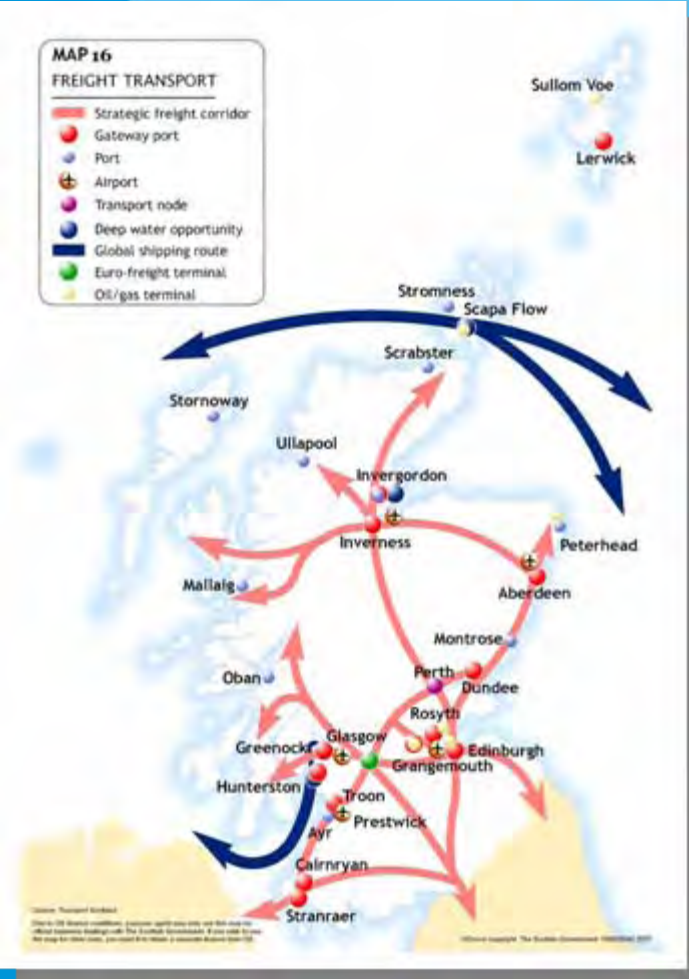 MAP 16
FREIGHT TRANSPORT
Strategic freight corridor
Gateway port
Port
Airport
Transport node
Deep water opportunity
Global shipping route
Euro-freight terminal
Oil/gas terminal
Sullom Voe
Lerwick
Stromness
Scapa Flow
Scrabster
Stornoway
Ullapool
Invergordon
Inverness
Peterhead
Mallaig
Aberdeen
Montrose
Oban
Perth
Dundee
Rosyth
Glasgow
Greenock
Edinburgh
Grangemouth
Hunterston
Troon
Prestwick
Ayr
Cairnryan
Stranraer